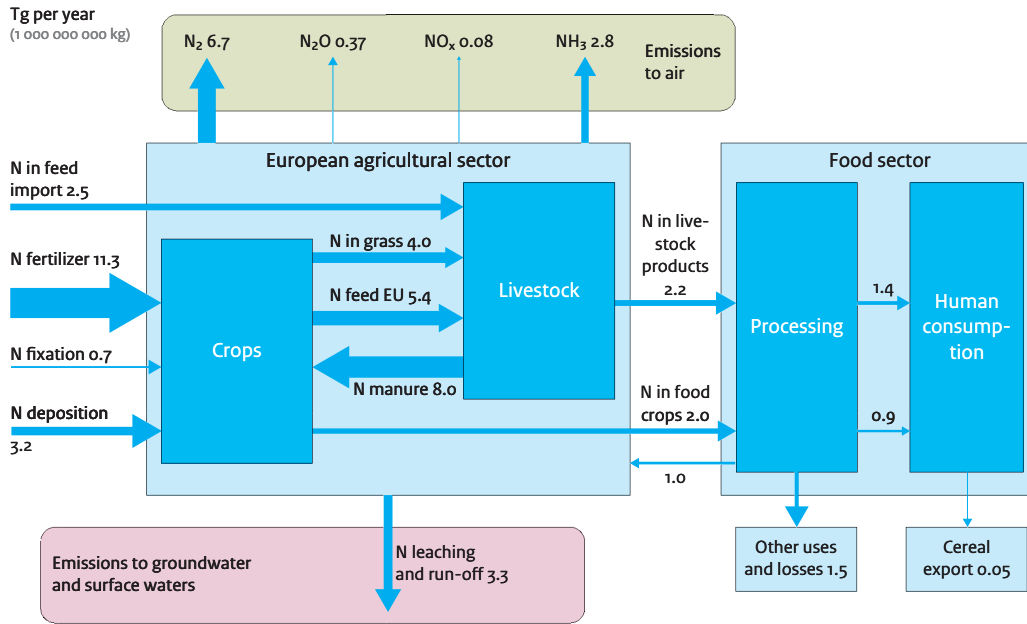 Tg per year
(1 000 000 000 kg)
N₂ 6.7
N₂O 0.37
NOₓ 0.08
NH₃ 2.8
Emissions
to air
European agricultural sector
Food sector
N in feed
import 2.5
N fertilizer 11.3
N fixation 0.7
N deposition
3.2
Crops
N in grass 4.0
N feed EU 5.4
N manure 8.0
Livestock
N in live-
stock
products
2.2
N in food
crops 2.0
1.0
Processing
1.4
0.9
Human
consump-
tion
Emissions to groundwater
and surface waters
N leaching
and run-off 3.3
Other uses
and losses 1.5
Cereal
export 0.05